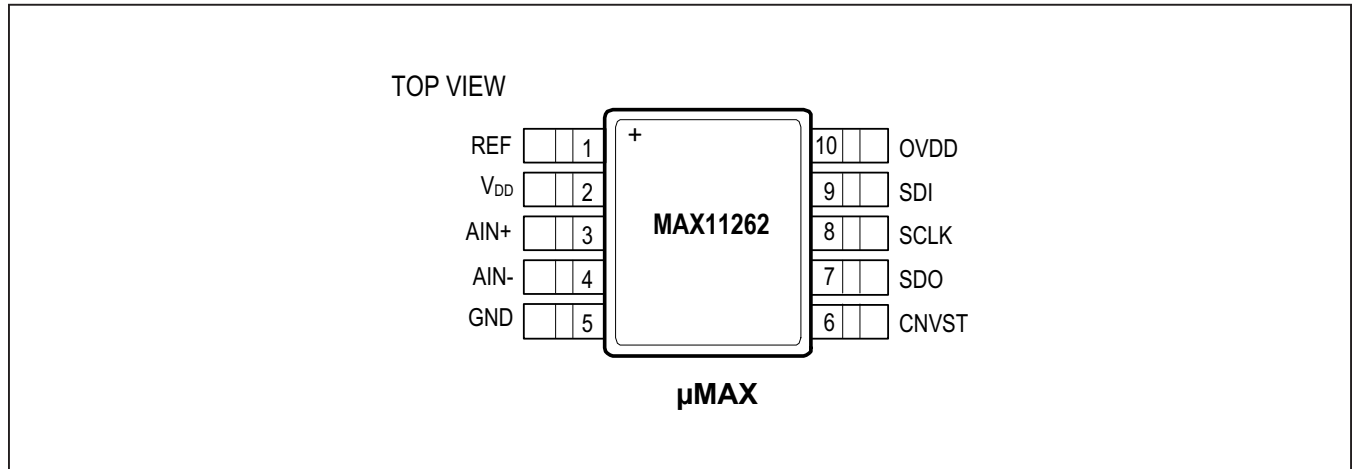 TOP VIEW
REF 1 + 10 OVDD
VDD 2 9 SDI
AIN+ 3 MAX11262 8 SCLK
AIN- 4 7 SDO
GND 5 6 CNVST
µMAX